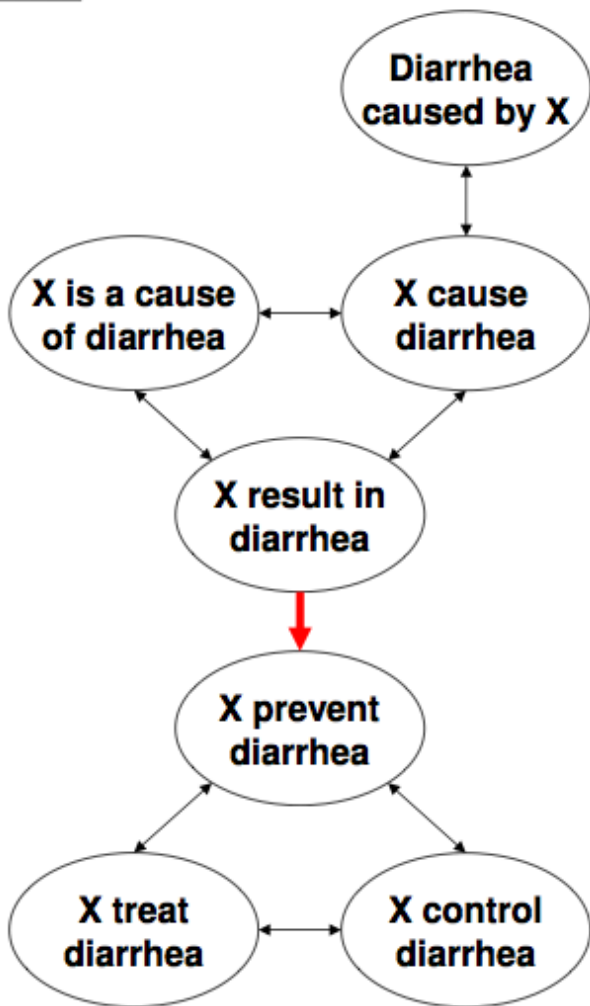 Diarrhea
caused by X
X is a cause
of diarrhea
X cause
diarrhea
X result in
diarrhea
X prevent
diarrhea
X treat
diarrhea
X control
diarrhea